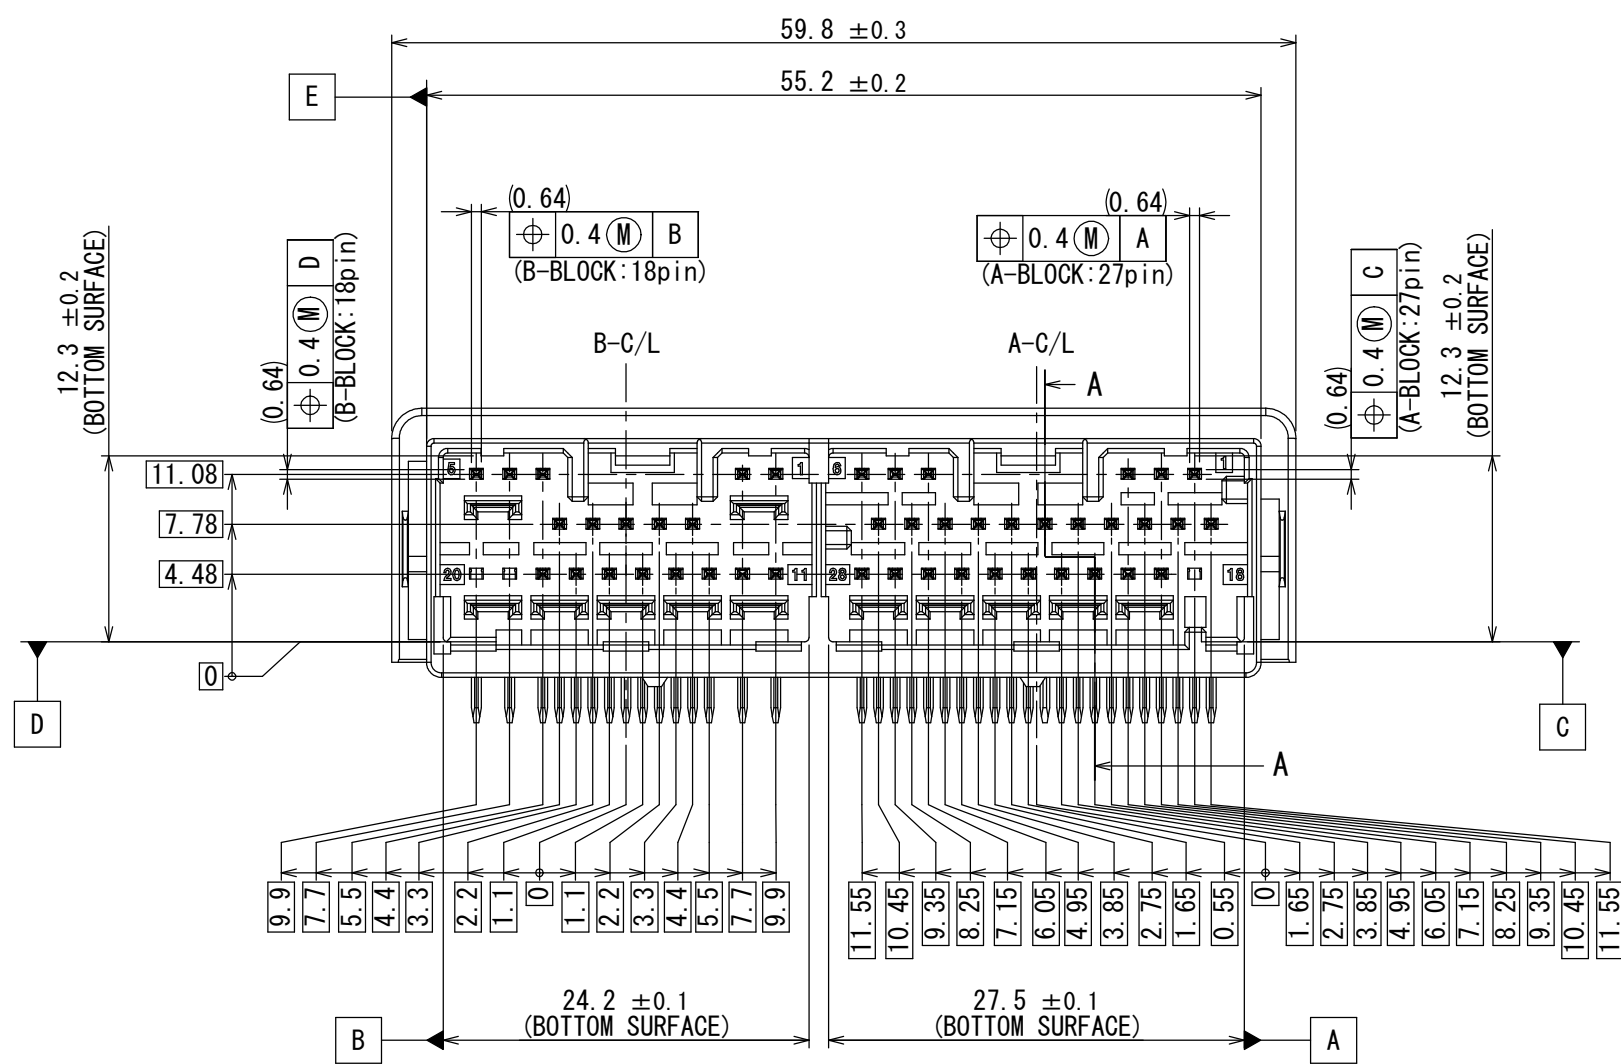 59.8 ±0.3
55.2 ±0.2
E
(0.64)
⌖ 0.4 Ⓜ B
(B-BLOCK:18pin)
(0.64)
⌖ 0.4 Ⓜ A
(A-BLOCK:27pin)
12.3 ±0.2
(BOTTOM SURFACE)
(0.64)
⌖ 0.4 Ⓜ D
(B-BLOCK:18pin)
B-C/L
A-C/L
A
(0.64)
⌖ 0.4 Ⓜ C
(A-BLOCK:27pin)
12.3 ±0.2
(BOTTOM SURFACE)
5
1
6
1
11.08
7.78
4.48
20
11
28
18
0
D
C
A
9.9
7.7
5.5
4.4
3.3
2.2
1.1
0
1.1
2.2
3.3
4.4
5.5
7.7
9.9
11.55
10.45
9.35
8.25
7.15
6.05
4.95
3.85
2.75
1.65
0.55
0
1.65
2.75
3.85
4.95
6.05
7.15
8.25
9.35
10.45
11.55
24.2 ±0.1
(BOTTOM SURFACE)
27.5 ±0.1
(BOTTOM SURFACE)
B
A